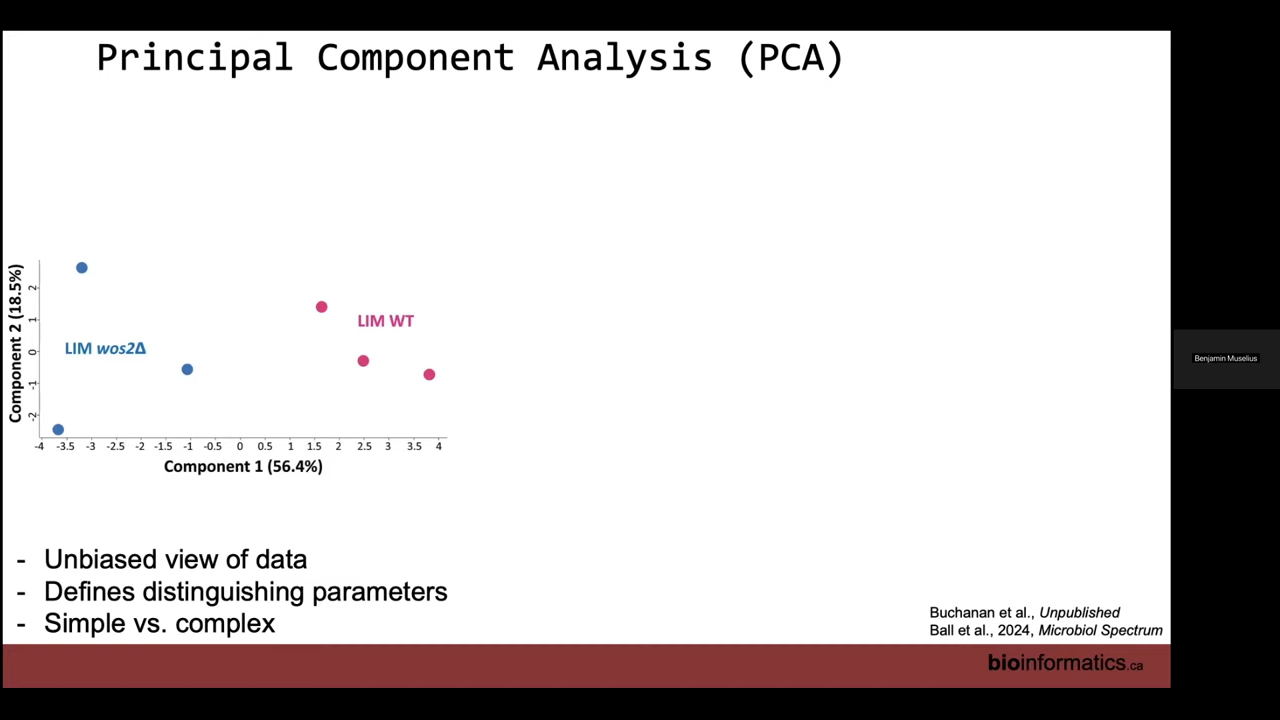 Principal Component Analysis (PCA)
Component 2 (18.5%)
2
1
0
-1
-2
LIM wos2Δ
LIM WT
-4 -3.5 -3 -2.5 -2 -1.5 -1 -0.5 0 0.5 1 1.5 2 2.5 3 3.5 4
Component 1 (56.4%)
- Unbiased view of data
- Defines distinguishing parameters
- Simple vs. complex
Buchanan et al., Unpublished
Ball et al., 2024, Microbiol Spectrum
bioinformatics.ca
Benjamin Muselius